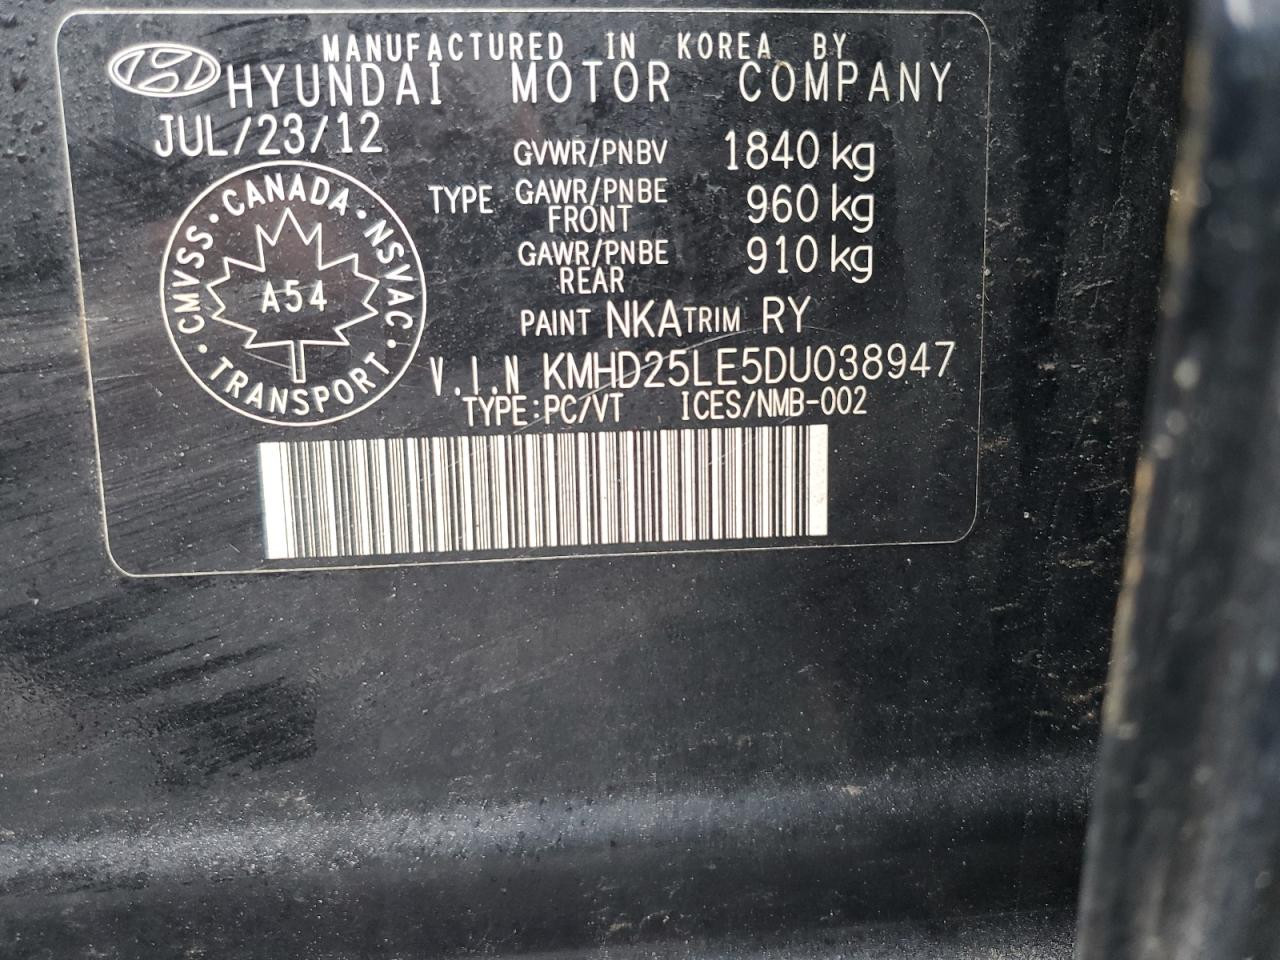 MANUFACTURED IN KOREA BY
HYUNDAI MOTOR COMPANY
JUL/23/12
GVWR/PNBV 1840 kg
TYPE GAWR/PNBE FRONT 960 kg
GAWR/PNBE REAR 910 kg
CMVSS · CANADA · NSVAC · TRANSPORT ·
A54
PAINT NKA TRIM RY
V.I.N KMHD25LE5DU038947
TYPE:PC/VT ICES/NMB-002